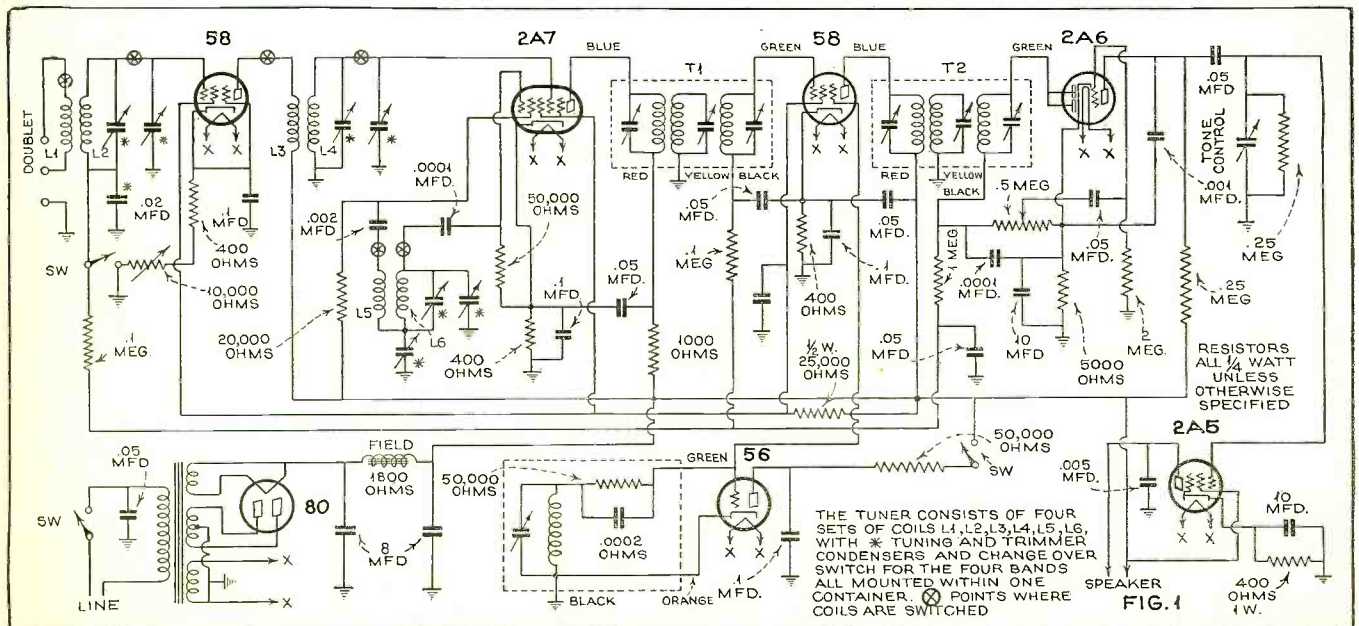 58
2A7
BLUE
T1
GREEN
58
BLUE
T2
GREEN
2A6
.05
MFD
TONE
CONTROL
DOUBLET
L1
L2
L3
L4
X X
X X
X X
X X
RED
YELLOW
BLACK
RED
YELLOW
BLACK
.001
MFD.
.25
MEG
.25
MEG
.02
MFD
.1
MFD
400
OHMS
SW
10,000
OHMS
.1
MEG.
.002
MFD
.0001
MFD.
50,000
OHMS
20,000
OHMS
L5
L6
400
OHMS
.1
MFD
.05
MFD.
1000
OHMS
.05
MFD.
.1
MEG
400
OHMS
.1
MFD.
.05
MFD.
½ W.
25,000
OHMS
.5 MEG
1 MEG
.0001
MFD.
10
MFD
.05
MFD.
5000
OHMS
2
MEG.
.05
MFD
RESISTORS
ALL ¼ WATT
UNLESS
OTHERWISE
SPECIFIED
SW
.05
MFD
LINE
80
X
X
FIELD
1800
OHMS
8
MFD
50,000
OHMS
.0002
OHMS
BLACK
GREEN
ORANGE
56
X X
.1
MFD.
50,000
OHMS
SW
THE TUNER CONSISTS OF FOUR
SETS OF COILS L1, L2, L3, L4, L5, L6,
WITH * TUNING AND TRIMMER
CONDENSERS AND CHANGE OVER
SWITCH FOR THE FOUR BANDS
ALL MOUNTED WITHIN ONE
CONTAINER. ⊗ POINTS WHERE
COILS ARE SWITCHED
2A5
.005
MFD.
X X
10
MFD
400
OHMS
1 W.
SPEAKER
FIG. 1